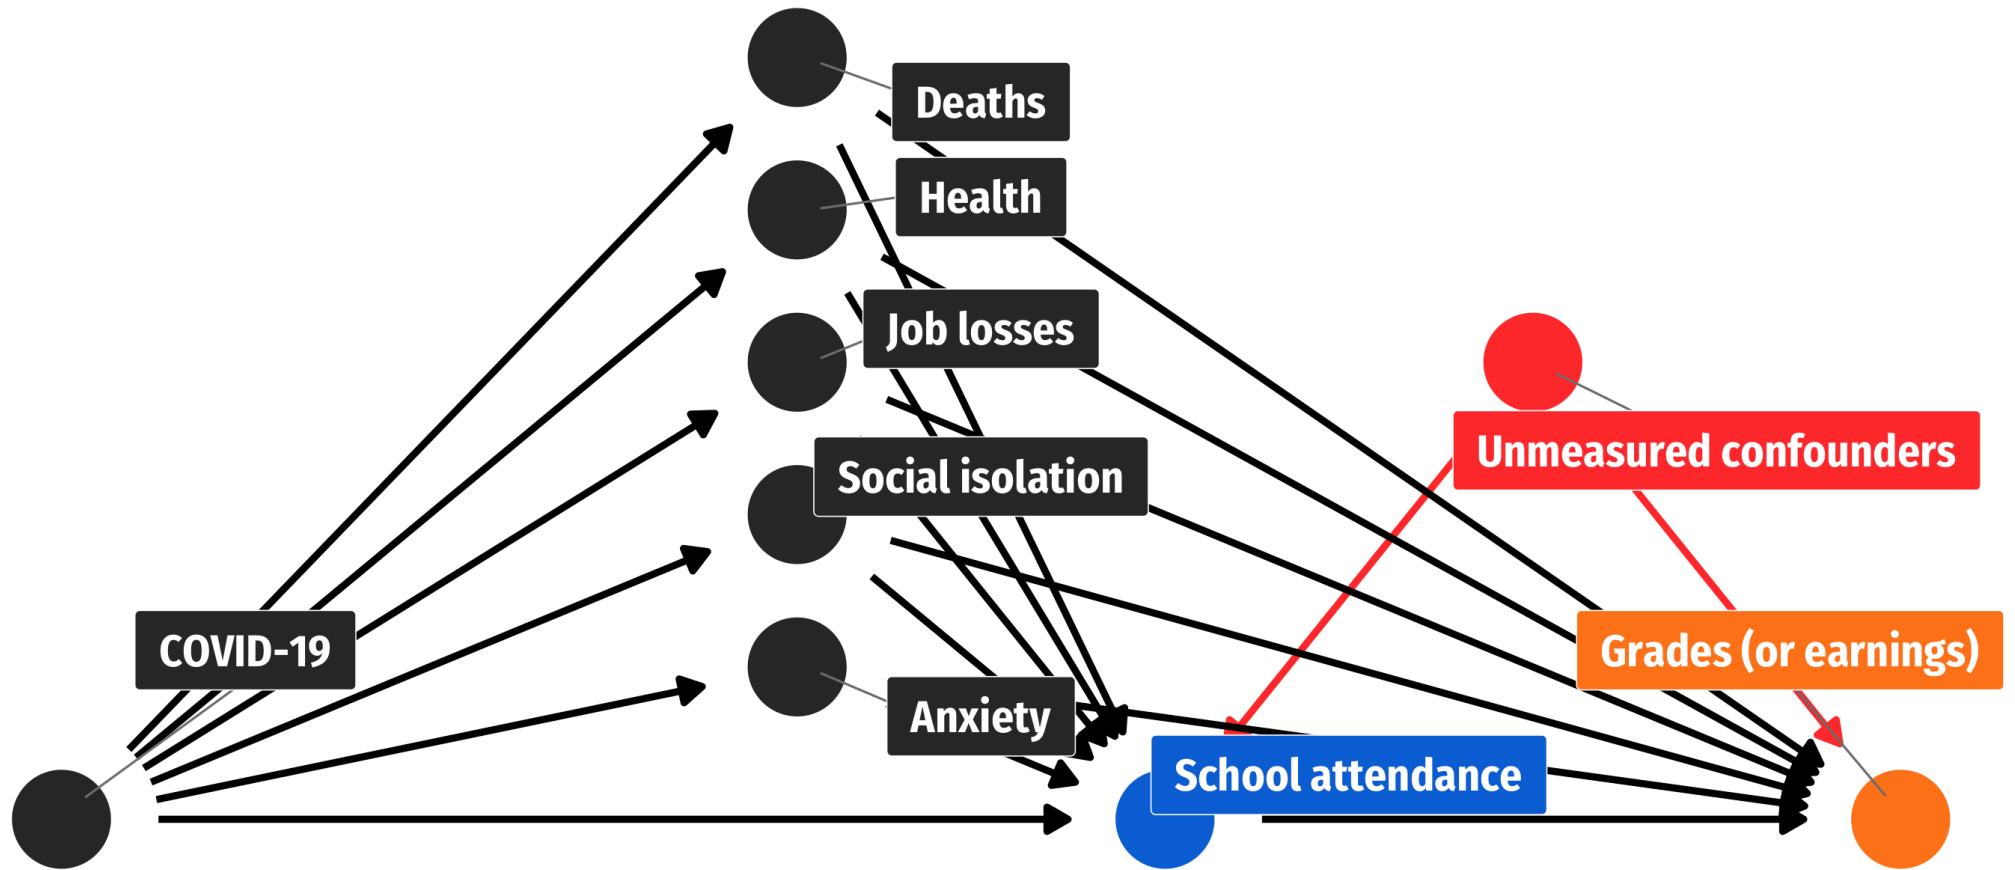 Deaths
Health
Job losses
Unmeasured confounders
Social isolation
COVID-19
Grades (or earnings)
Anxiety
School attendance